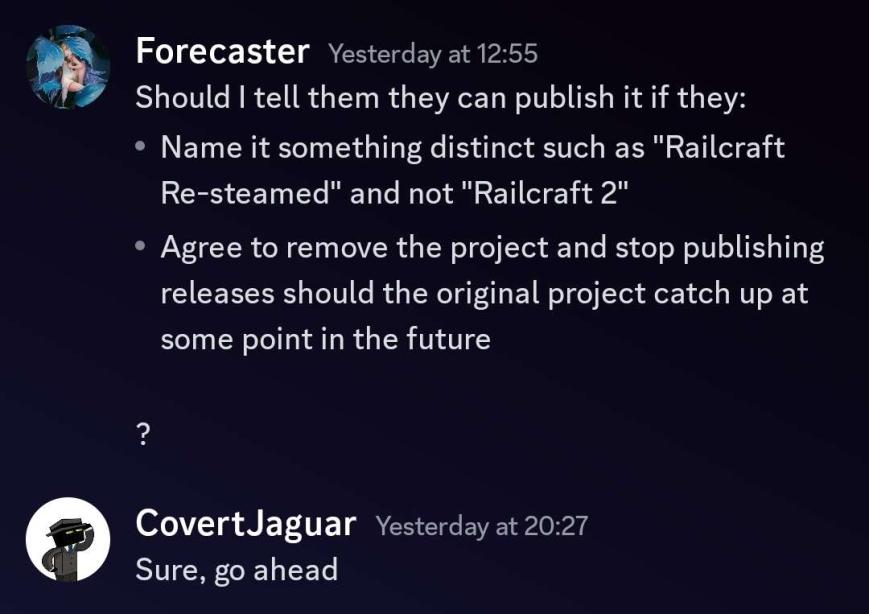 Forecaster Yesterday at 12:55
Should I tell them they can publish it if they:
• Name it something distinct such as "Railcraft
Re-steamed" and not "Railcraft 2"
• Agree to remove the project and stop publishing
releases should the original project catch up at
some point in the future
?
CovertJaguar Yesterday at 20:27
Sure, go ahead